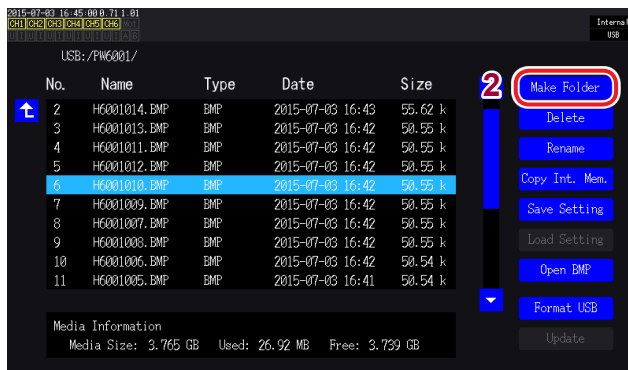 2015-07-03 16:45:00 0.71 1.01
CH1 CH2 CH3 CH4 CH5 CH6 Mot
U I U I U I U I U I U I A B
Internal
USB
USB:/PW6001/
No. Name Type Date Size
2 H6001014.BMP BMP 2015-07-03 16:43 55.62 k
3 H6001013.BMP BMP 2015-07-03 16:42 50.55 k
4 H6001011.BMP BMP 2015-07-03 16:42 50.55 k
5 H6001012.BMP BMP 2015-07-03 16:42 50.55 k
6 H6001010.BMP BMP 2015-07-03 16:42 50.55 k
7 H6001009.BMP BMP 2015-07-03 16:42 50.55 k
8 H6001007.BMP BMP 2015-07-03 16:42 50.55 k
9 H6001008.BMP BMP 2015-07-03 16:42 50.55 k
10 H6001006.BMP BMP 2015-07-03 16:42 50.54 k
11 H6001005.BMP BMP 2015-07-03 16:41 50.54 k
2
Make Folder
Delete
Rename
Copy Int. Mem.
Save Setting
Load Setting
Open BMP
Format USB
Update
Media Information
Media Size: 3.765 GB Used: 26.92 MB Free: 3.739 GB